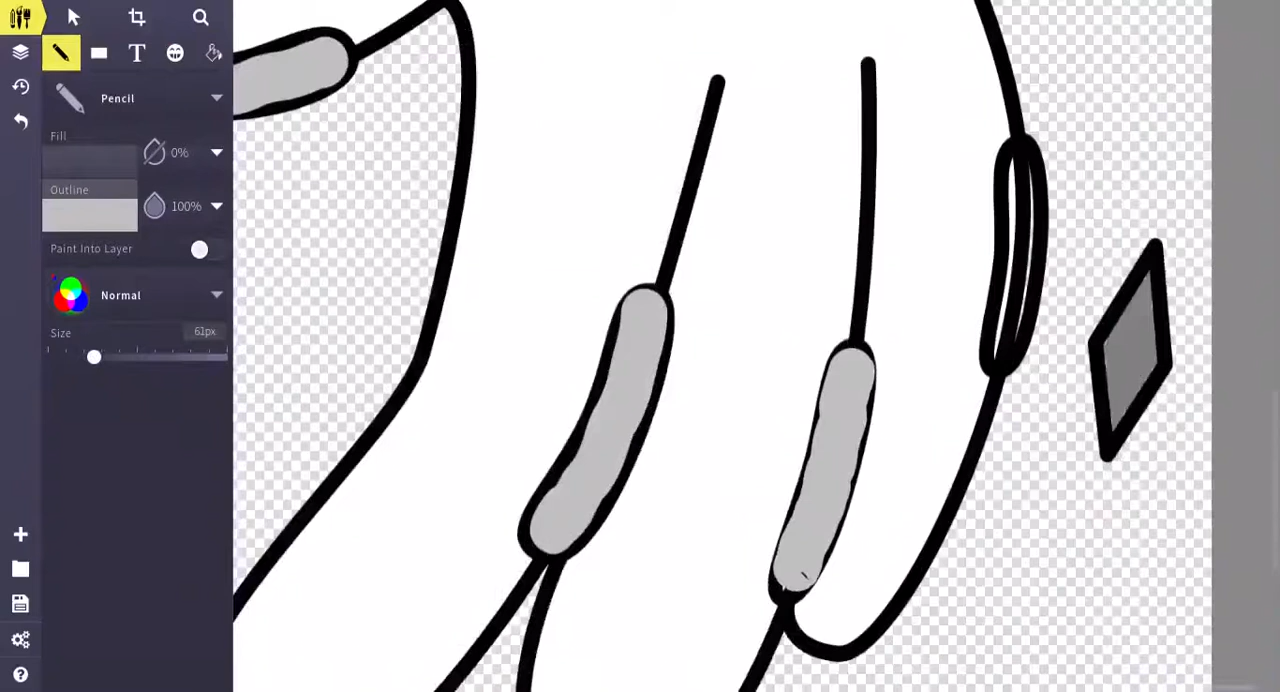 T
Pencil
Fill
0%
Outline
100%
Paint Into Layer
Normal
Size
61px